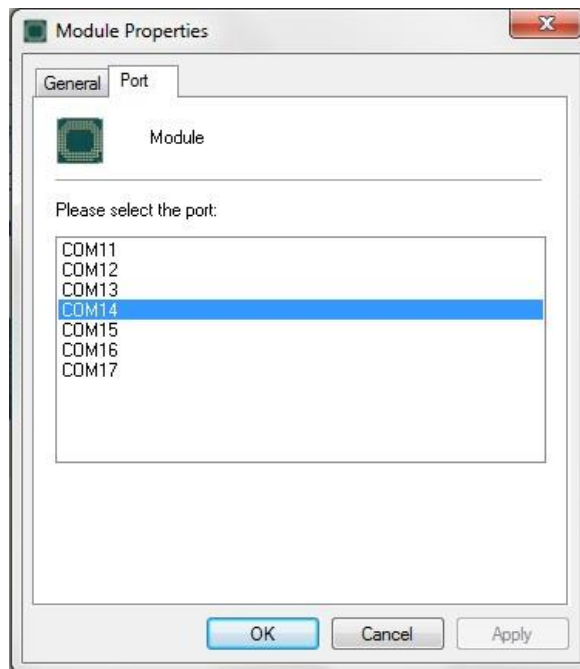 Module Properties
General Port
Module
Please select the port:
COM11
COM12
COM13
COM14
COM15
COM16
COM17
OK Cancel Apply